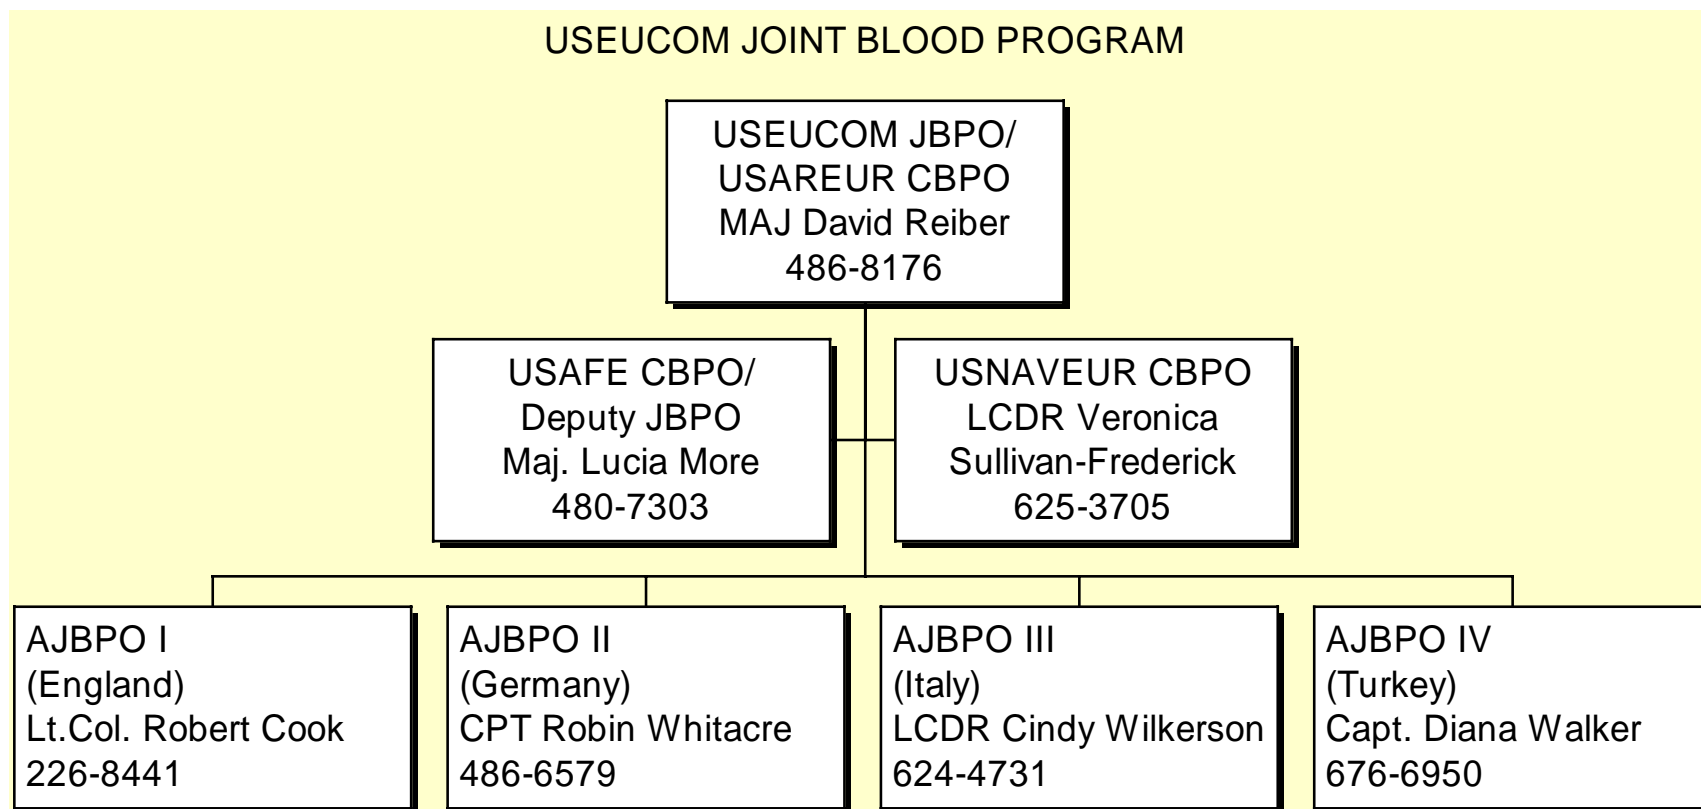 USEUCOM JOINT BLOOD PROGRAM
USEUCOM JBPO/
USAREUR CBPO
MAJ David Reiber
486-8176
USAFE CBPO/
Deputy JBPO
Maj. Lucia More
480-7303
USNAVEUR CBPO
LCDR Veronica
Sullivan-Frederick
625-3705
AJBPO I
(England)
Lt.Col. Robert Cook
226-8441
AJBPO II
(Germany)
CPT Robin Whitacre
486-6579
AJBPO III
(Italy)
LCDR Cindy Wilkerson
624-4731
AJBPO IV
(Turkey)
Capt. Diana Walker
676-6950